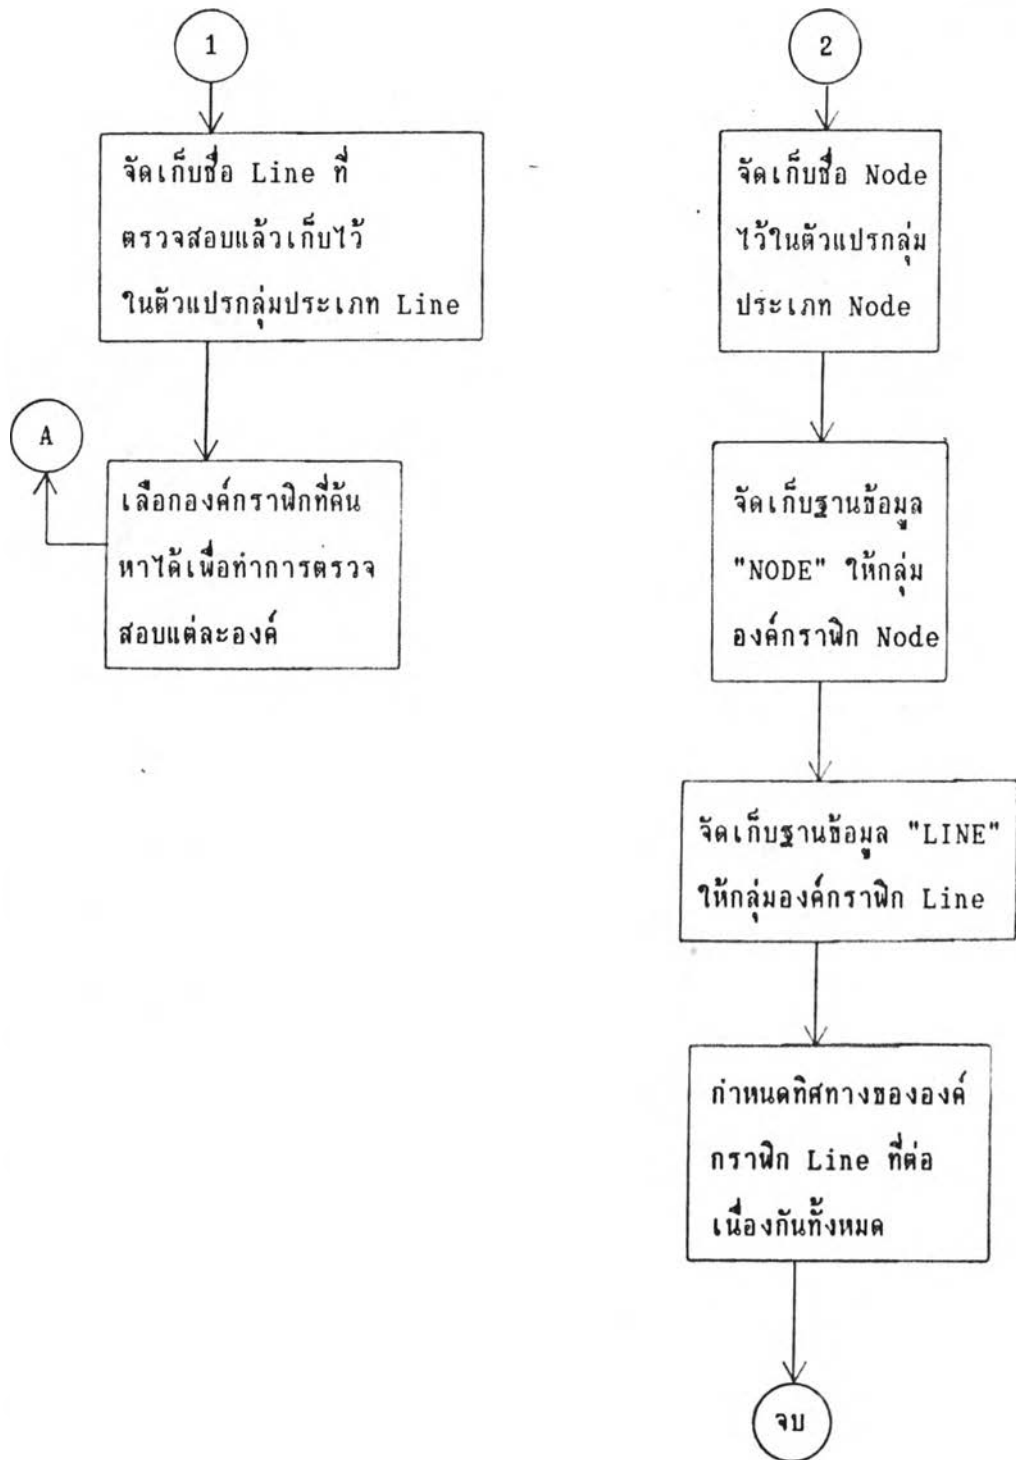 1
จัดเก็บชื่อ Line ที่
ตรวจสอบแล้วเก็บไว้
ในตัวแปรกลุ่มประเภท Line
A
เลือกองค์กราฟิกที่ค้น
หาได้เพื่อทำการตรวจ
สอบแต่ละองค์
2
จัดเก็บชื่อ Node
ไว้ในตัวแปรกลุ่ม
ประเภท Node
จัดเก็บฐานข้อมูล
"NODE" ให้กลุ่ม
องค์กราฟิก Node
จัดเก็บฐานข้อมูล "LINE"
ให้กลุ่มองค์กราฟิก Line
กำหนดทิศทางขององค์
กราฟิก Line ที่ต่อ
เนื่องกันทั้งหมด
จบ